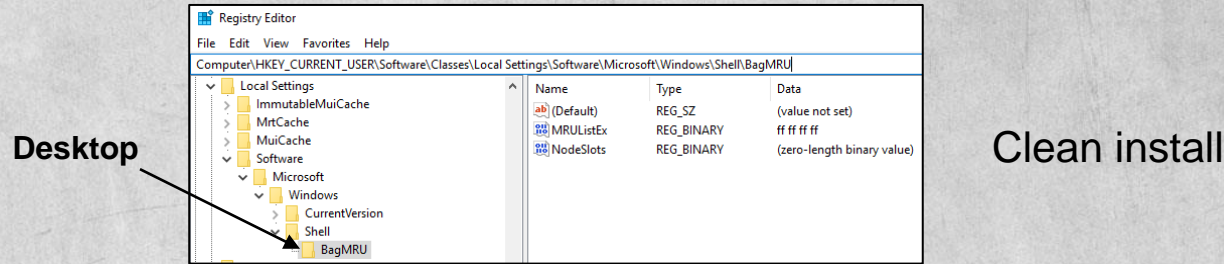 Registry Editor
File Edit View Favorites Help
Computer\HKEY_CURRENT_USER\Software\Classes\Local Settings\Software\Microsoft\Windows\Shell\BagMRU
Local Settings
ImmutableMuiCache
MrtCache
MuiCache
Software
Microsoft
Windows
CurrentVersion
Shell
BagMRU
Name Type Data
ab (Default) REG_SZ (value not set)
MRUListEx REG_BINARY ff ff ff ff
NodeSlots REG_BINARY (zero-length binary value)
Desktop
Clean install